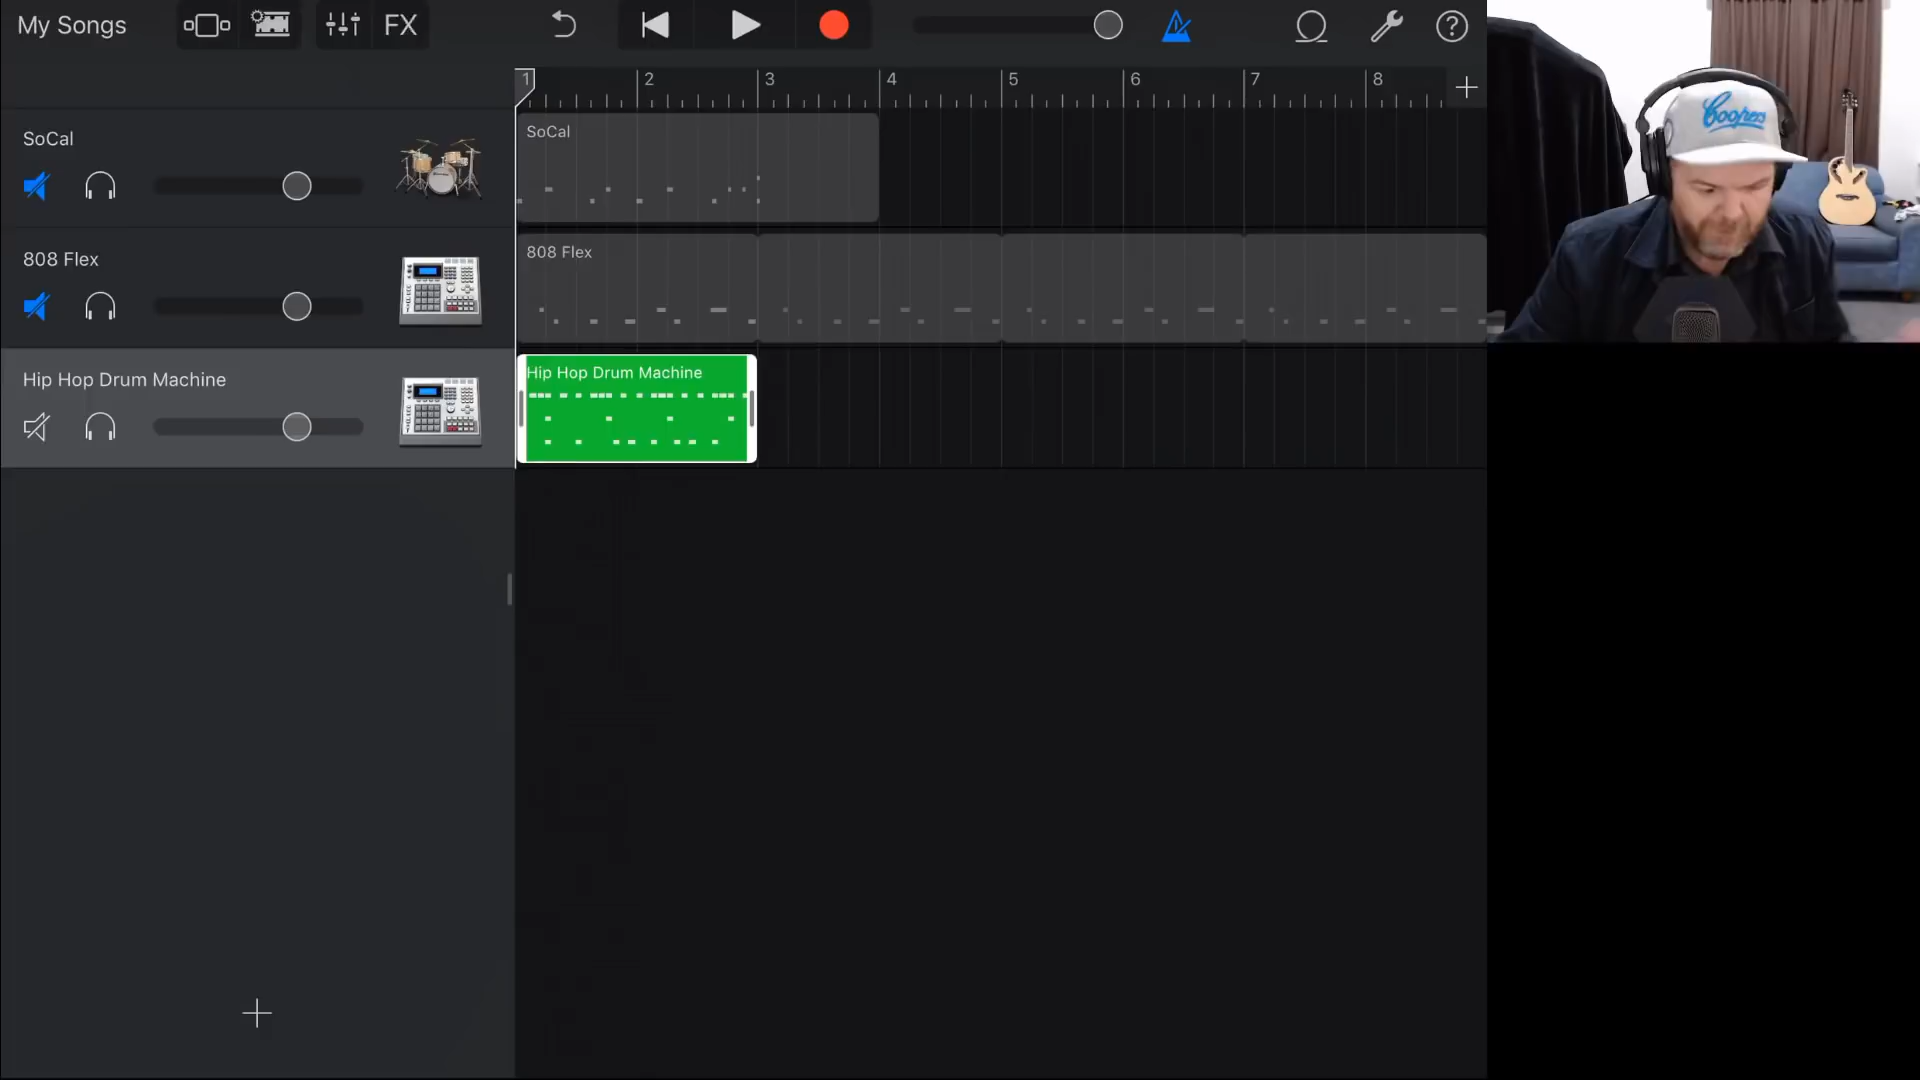 My Songs
FX
1 2 3 4 5 6 7 8
SoCal
SoCal
808 Flex
808 Flex
Hip Hop Drum Machine
Hip Hop Drum Machine
Coopers